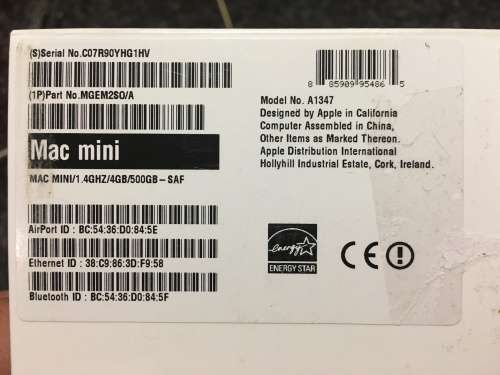 (S)Serial No.C07R90YHG1HV
(1P)Part No.MGEM2SO/A
Mac mini
MAC MINI/1.4GHZ/4GB/500GB-SAF
AirPort ID : BC:54:36:D0:84:5E
Ethernet ID : 38:C9:86:3D:F9:58
Bluetooth ID : BC:54:36:D0:84:5F
8 85909 95486 5
Model No. A1347
Designed by Apple in California
Computer Assembled in China,
Other Items as Marked Thereon.
Apple Distribution International
Hollyhill Industrial Estate, Cork, Ireland.
energy
ENERGY STAR
CE